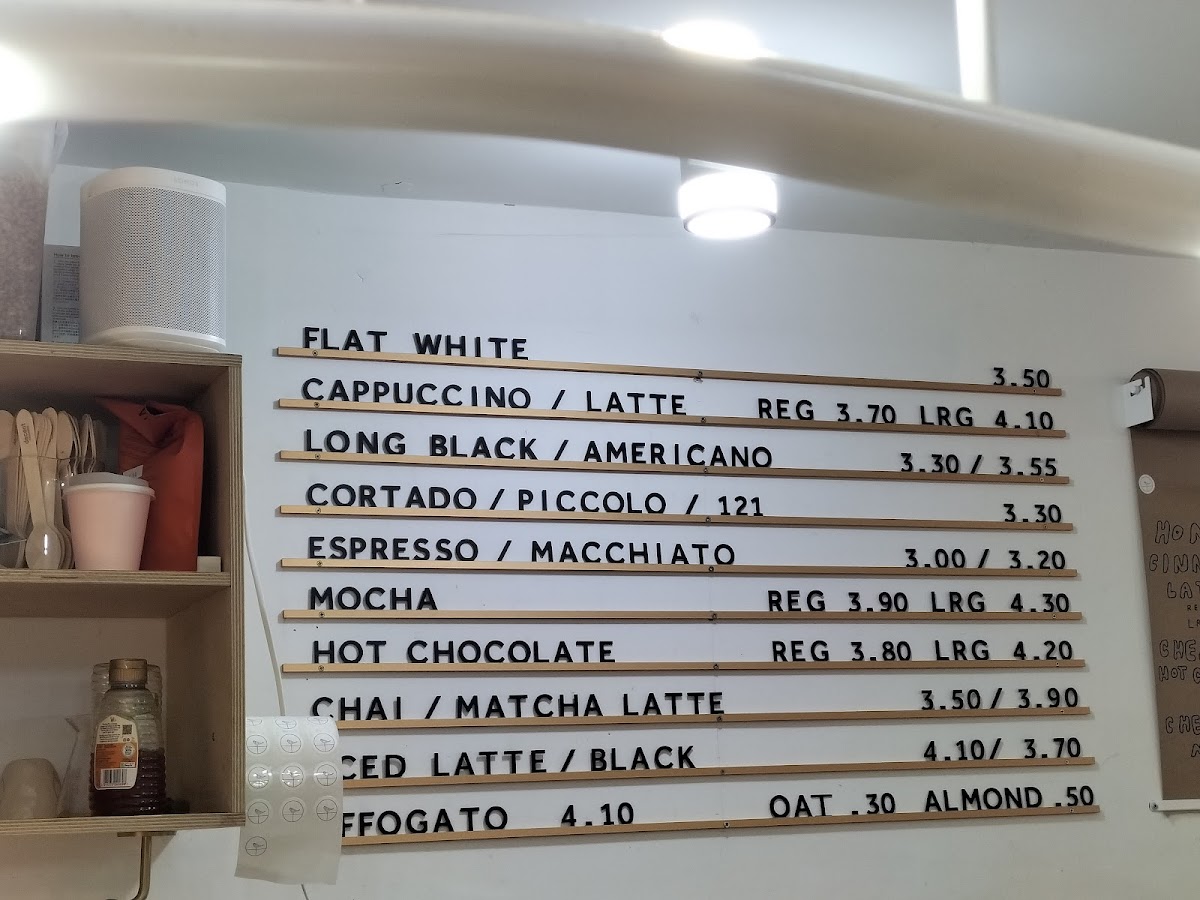 FLAT WHITE 3.50
CAPPUCCINO / LATTE REG 3.70 LRG 4.10
LONG BLACK / AMERICANO 3.30 / 3.55
CORTADO / PICCOLO / 121 3.30
ESPRESSO / MACCHIATO 3.00 / 3.20
MOCHA REG 3.90 LRG 4.30
HOT CHOCOLATE REG 3.80 LRG 4.20
CHAI / MATCHA LATTE 3.50 / 3.90
CED LATTE / BLACK 4.10 / 3.70
FFOGATO 4.10 OAT .30 ALMOND .50
HOT